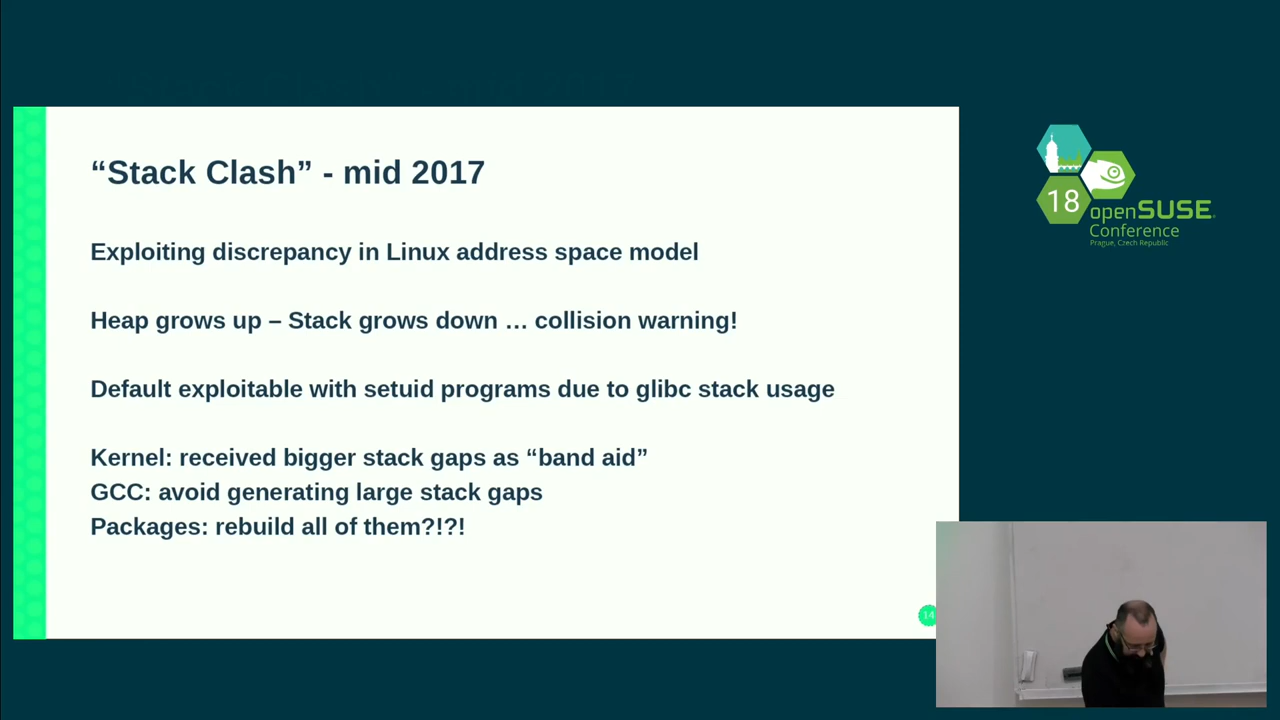 “Stack Clash” - mid 2017
Exploiting discrepancy in Linux address space model
Heap grows up – Stack grows down … collision warning!
Default exploitable with setuid programs due to glibc stack usage
Kernel: received bigger stack gaps as “band aid”
GCC: avoid generating large stack gaps
Packages: rebuild all of them?!?!
14
18
openSUSE
Conference
Prague, Czech Republic